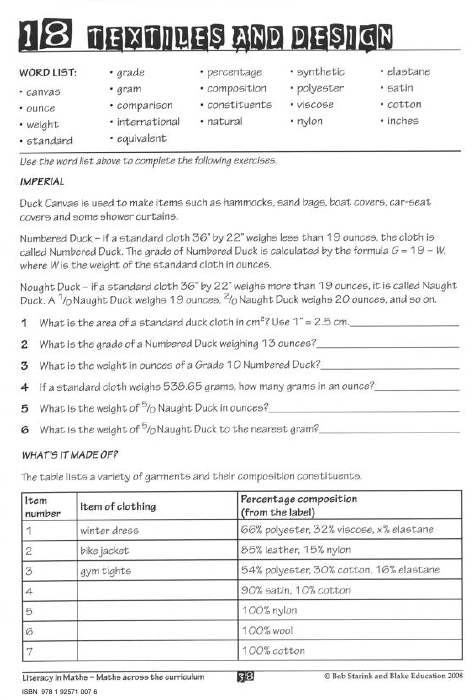 18 TEXTILES AND DESIGN
WORD LIST:
• canvas
• ounce
• weight
• standard
• grade
• gram
• comparison
• international
• equivalent
• percentage
• composition
• constituents
• natural
• synthetic
• polyester
• viscose
• nylon
• elastane
• satin
• cotton
• inches
Use the word list above to complete the following exercises.
IMPERIAL
Duck Canvas is used to make items such as hammocks, sand bags, boat covers, car-seat
covers and some shower curtains.
Numbered Duck – if a standard cloth 36" by 22" weighs less than 19 ounces, the cloth is
called Numbered Duck. The grade of Numbered Duck is calculated by the formula G = 19 – W,
where W is the weight of the standard cloth in ounces.
Nought Duck – if a standard cloth 36" by 22" weighs more than 19 ounces, it is called Naught
Duck. A 1/0 Naught Duck weighs 19 ounces, 2/0 Naught Duck weighs 20 ounces, and so on.
1 What is the area of a standard duck cloth in cm²? Use 1" = 2.5 cm.
2 What is the grade of a Numbered Duck weighing 13 ounces?
3 What is the weight in ounces of a Grade 10 Numbered Duck?
4 If a standard cloth weighs 538.65 grams, how many grams in an ounce?
5 What is the weight of 5/0 Naught Duck in ounces?
6 What is the weight of 5/0 Naught Duck to the nearest gram?
WHAT'S IT MADE OF?
The table lists a variety of garments and their composition constituents.
Item number | Item of clothing | Percentage composition (from the label)
1 | winter dress | 66% polyester, 32% viscose, x% elastane
2 | bike jacket | 85% leather, 15% nylon
3 | gym tights | 54% polyester, 30% cotton, 16% elastane
4 | | 90% satin, 10% cotton
5 | | 100% nylon
6 | | 100% wool
7 | | 100% cotton
Literacy in Maths – Maths across the curriculum 38 © Bob Starink and Blake Education 2008
ISBN 978 1 92571 007 6